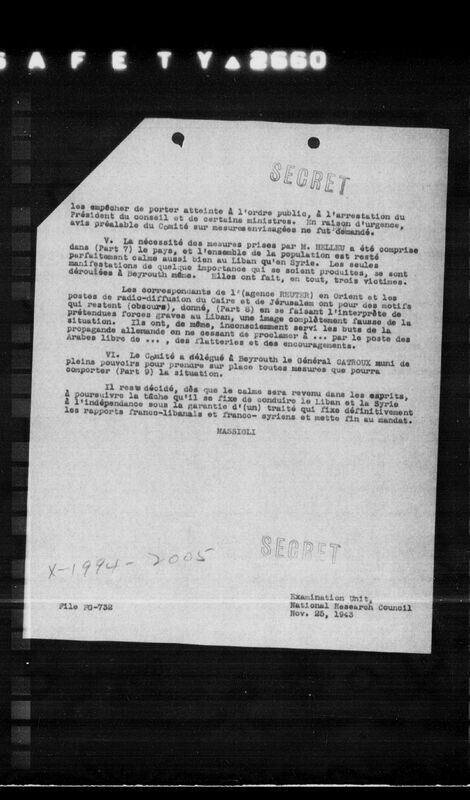 SAFETY▲2660
SECRET
les empêcher de porter atteinte à l'ordre public, à l'arrestation du
Président du conseil et de certains ministres. En raison d'urgence,
avis préalable du Comité sur mesures envisagées ne fut demandé.
V. La nécessité des mesures prises par M. HELLEU a été comprise
dans (Part 7) le pays, et l'ensemble de la population est resté
parfaitement calme aussi bien au Liban qu'en Syrie. Les seules
manifestations de quelque importance qui se soient produites, se sont
déroulées à Beyrouth même. Elles ont fait, en tout, trois victimes.
Les correspondants de l'(agence REUTER) en Orient et les
postes de radio-diffusion du Caire et de Jérusalem ont pour des motifs
qui restent (obscurs), donné, (Part 8) en se faisant l'interprète de
prétendues forces graves au Liban, une image complètement fausse de la
situation. Ils ont, de même, inconsciemment servi les buts de la
propagande allemande on ne cessant de proclamer à ... par le poste des
Arabes libre de ... , des flatteries et des encouragements.
VI. Le Comité a délégué à Beyrouth le Général CATROUX muni de
pleins pouvoirs pour prendre sur place toutes mesures que pourra
comporter (Part 9) la situation.
Il reste décidé, dès que le calme sera revenu dans les esprits,
à poursuivre la tâche qu'il se fixe de conduire le Liban et la Syrie
à l'indépendance sous la garantie d'(un) traité qui fixe définitivement
les rapports franco-libanais et franco- syriens et mette fin au mandat.
MASSIGLI
SECRET
X-1994- 2005
Examination Unit,
File FG-732 National Research Council
Nov. 25, 1943